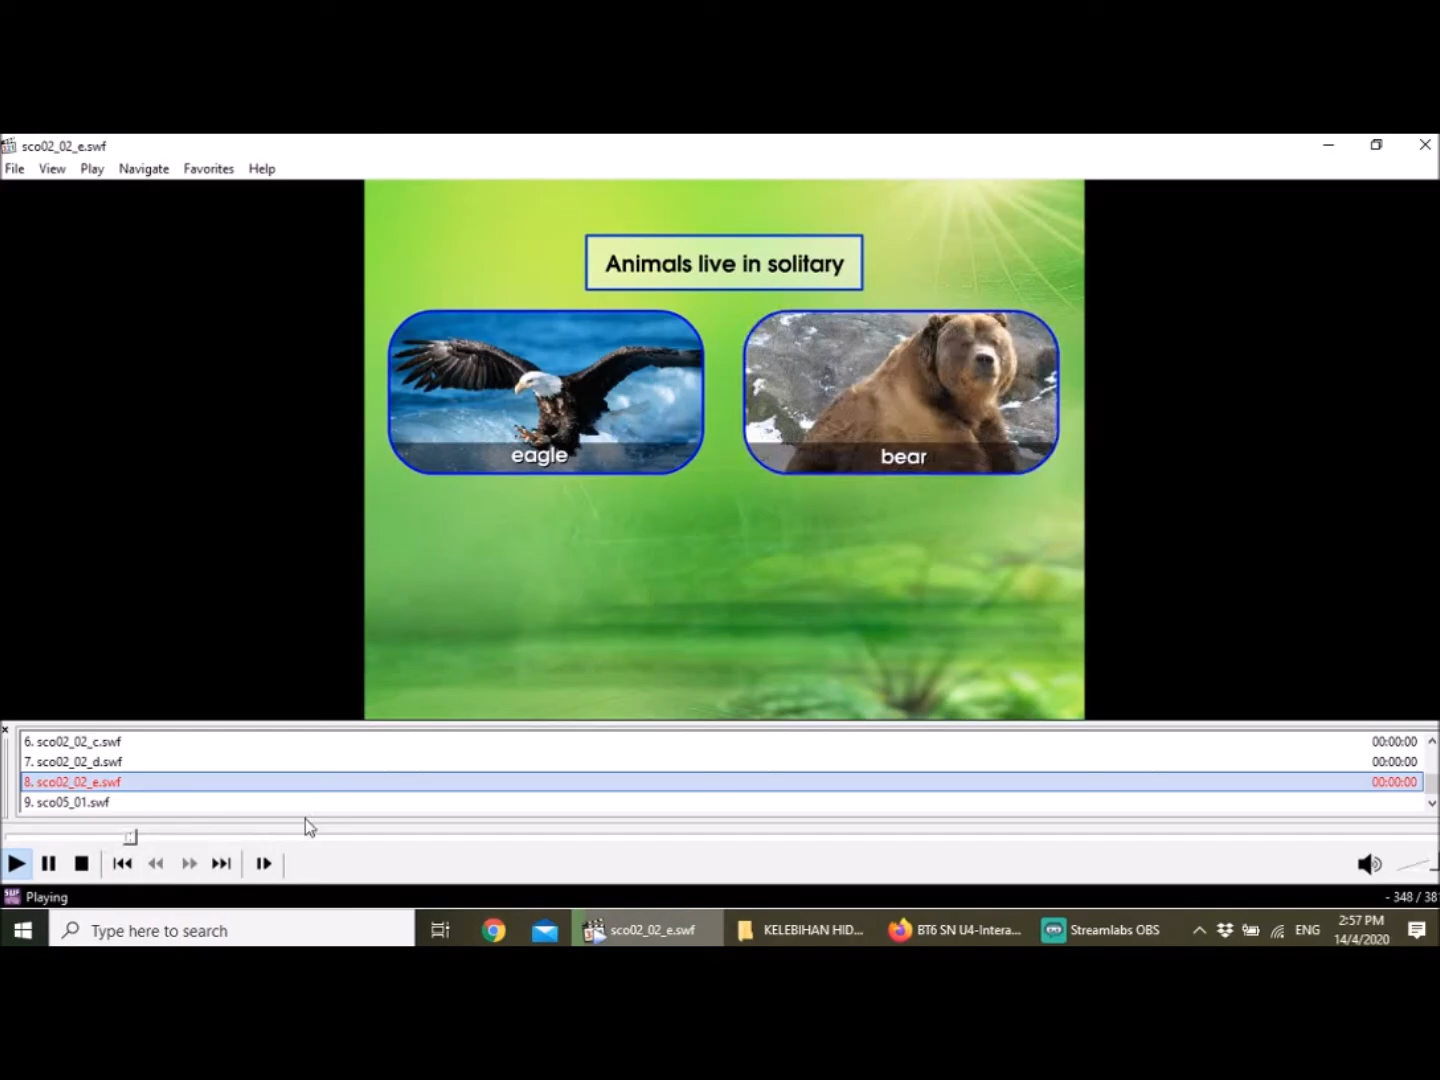 sco02_02_e.swf
File View Play Navigate Favorites Help
Animals live in solitary
eagle
bear
6. sco02_02_c.swf 00:00:00
7. sco02_02_d.swf 00:00:00
8. sco02_02_e.swf 00:00:00
9. sco05_01.swf
Playing
- 348 / 381
Type here to search
sco02_02_e.swf
KELEBIHAN HID...
BT6 SN U4-Intera...
Streamlabs OBS
ENG
2:57 PM
14/4/2020